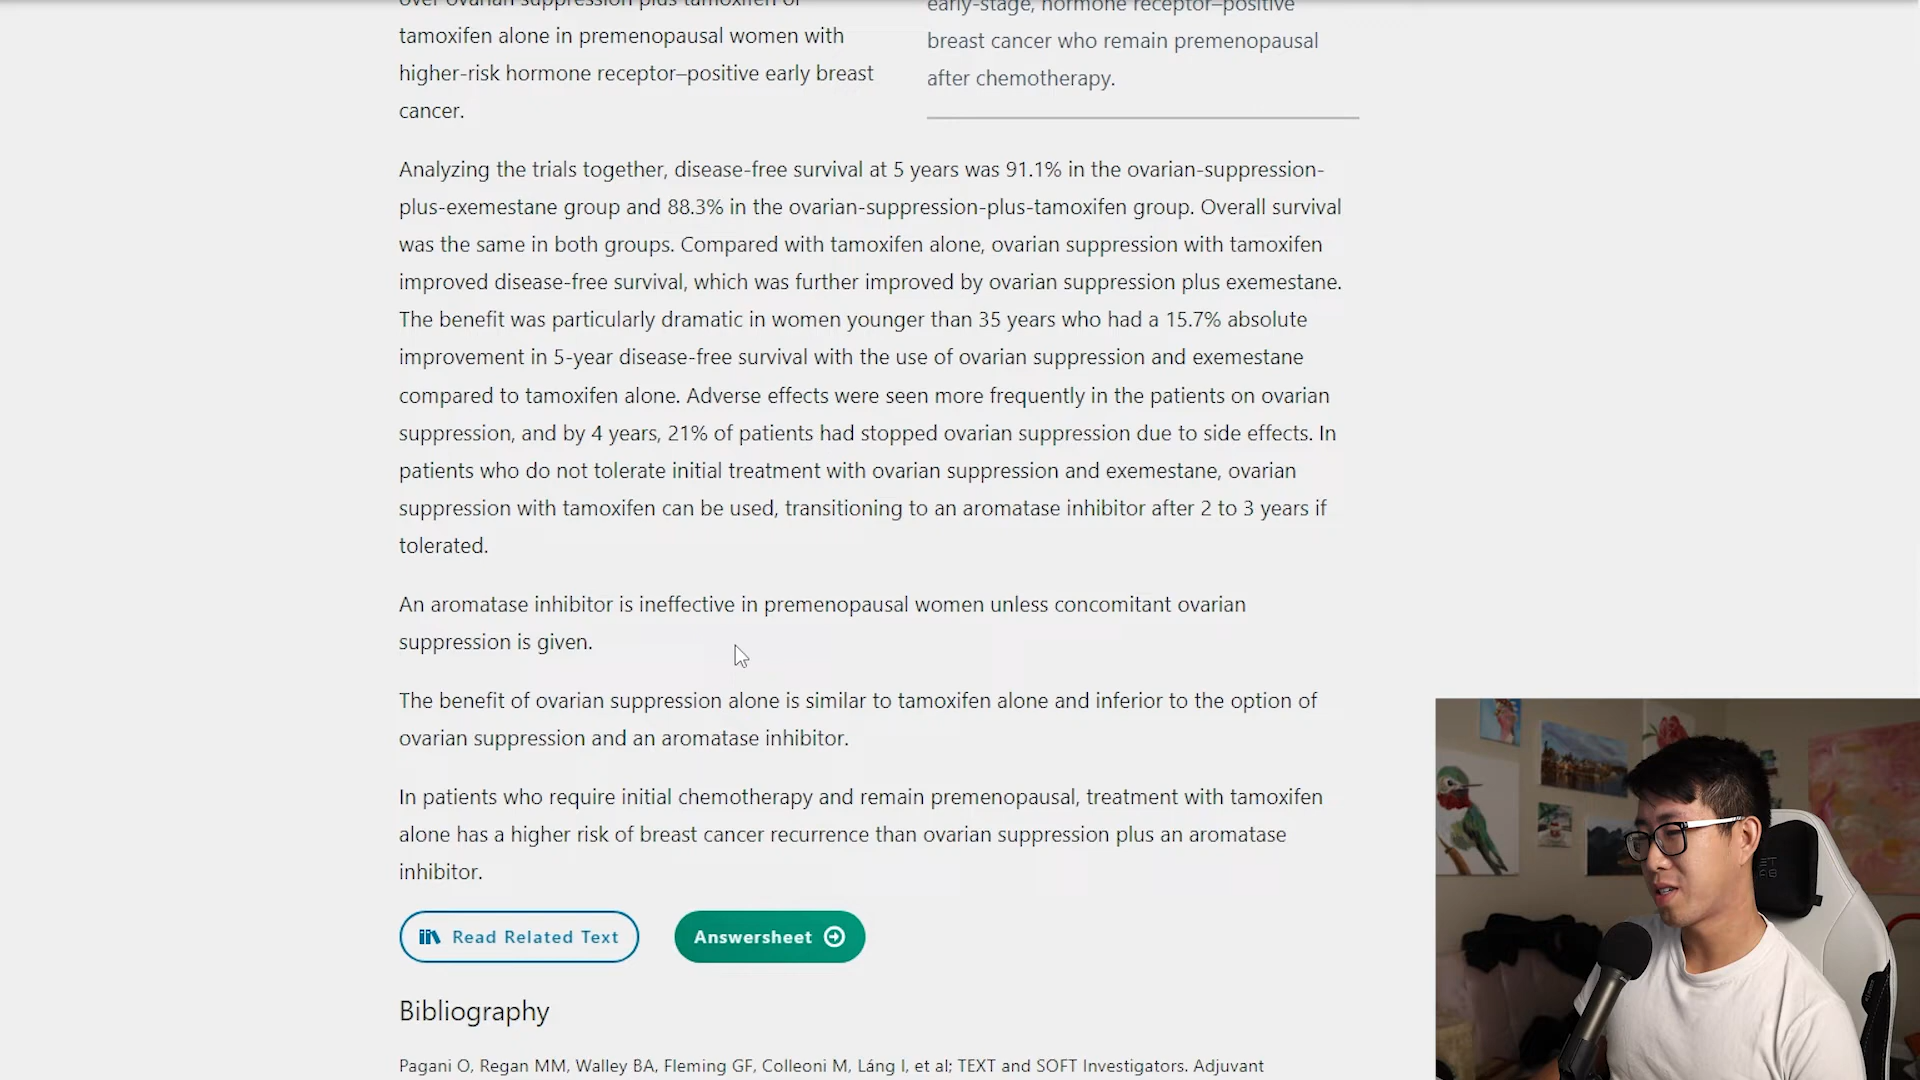 over ovarian suppression plus tamoxifen or
tamoxifen alone in premenopausal women with
higher-risk hormone receptor–positive early breast
cancer.
early-stage, hormone receptor–positive
breast cancer who remain premenopausal
after chemotherapy.
Analyzing the trials together, disease-free survival at 5 years was 91.1% in the ovarian-suppression-
plus-exemestane group and 88.3% in the ovarian-suppression-plus-tamoxifen group. Overall survival
was the same in both groups. Compared with tamoxifen alone, ovarian suppression with tamoxifen
improved disease-free survival, which was further improved by ovarian suppression plus exemestane.
The benefit was particularly dramatic in women younger than 35 years who had a 15.7% absolute
improvement in 5-year disease-free survival with the use of ovarian suppression and exemestane
compared to tamoxifen alone. Adverse effects were seen more frequently in the patients on ovarian
suppression, and by 4 years, 21% of patients had stopped ovarian suppression due to side effects. In
patients who do not tolerate initial treatment with ovarian suppression and exemestane, ovarian
suppression with tamoxifen can be used, transitioning to an aromatase inhibitor after 2 to 3 years if
tolerated.
An aromatase inhibitor is ineffective in premenopausal women unless concomitant ovarian
suppression is given.
The benefit of ovarian suppression alone is similar to tamoxifen alone and inferior to the option of
ovarian suppression and an aromatase inhibitor.
In patients who require initial chemotherapy and remain premenopausal, treatment with tamoxifen
alone has a higher risk of breast cancer recurrence than ovarian suppression plus an aromatase
inhibitor.
Read Related Text
Answersheet
Bibliography
Pagani O, Regan MM, Walley BA, Fleming GF, Colleoni M, Láng I, et al; TEXT and SOFT Investigators. Adjuvant